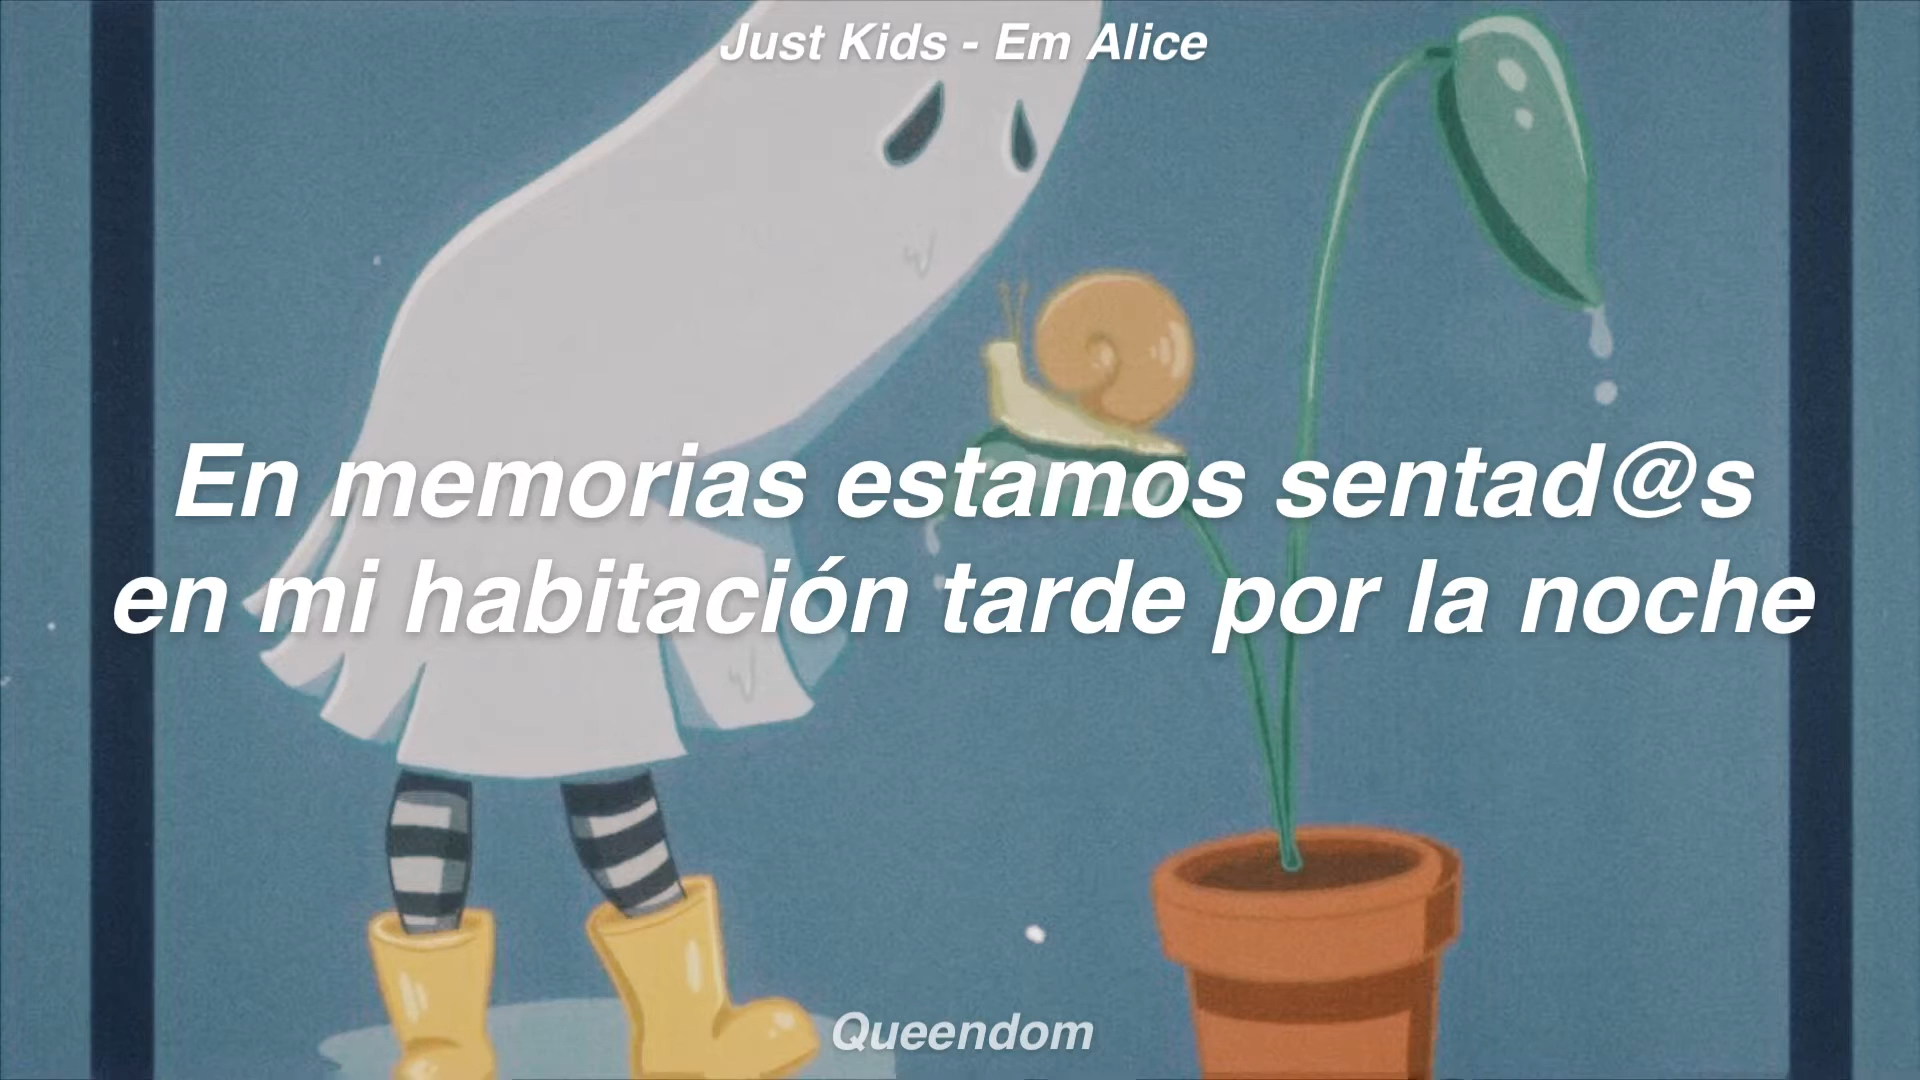 Just Kids - Em Alice
En memorias estamos sentad@s
en mi habitación tarde por la noche
Queendom